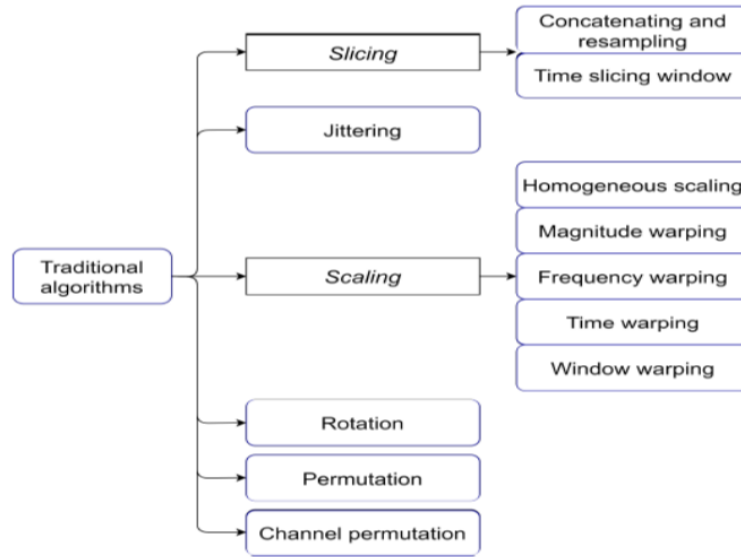 Concatenating and
resampling
Slicing
Time slicing window
Jittering
Homogeneous scaling
Magnitude warping
Traditional
algorithms
Scaling
Frequency warping
Time warping
Window warping
Rotation
Permutation
Channel permutation